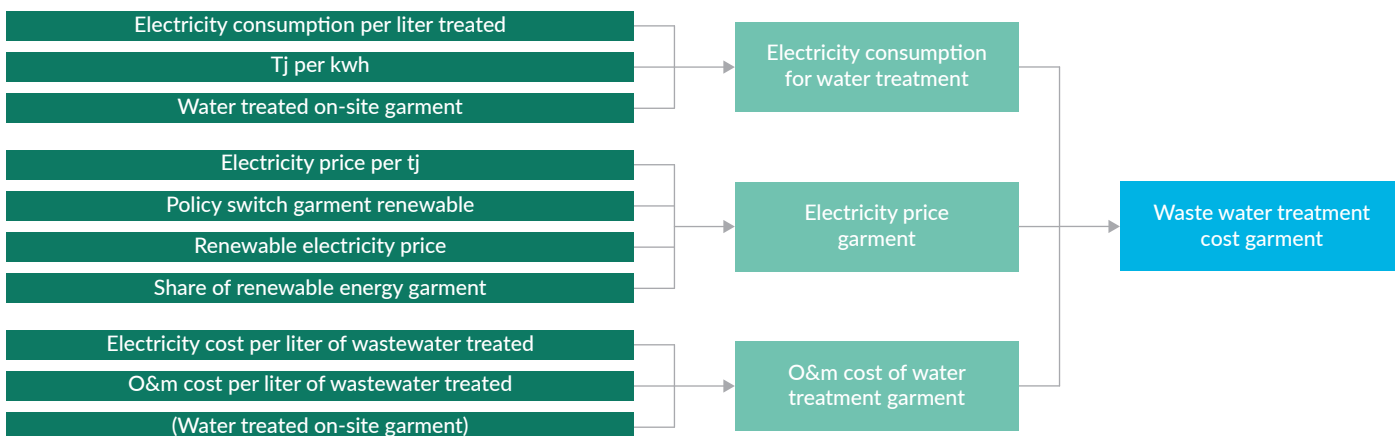 Electricity consumption per liter treated
Tj per kwh
Water treated on-site garment
Electricity consumption
for water treatment
Electricity price per tj
Policy switch garment renewable
Renewable electricity price
Share of renewable energy garment
Electricity price
garment
Waste water treatment
cost garment
Electricity cost per liter of wastewater treated
O&m cost per liter of wastewater treated
(Water treated on-site garment)
O&m cost of water
treatment garment